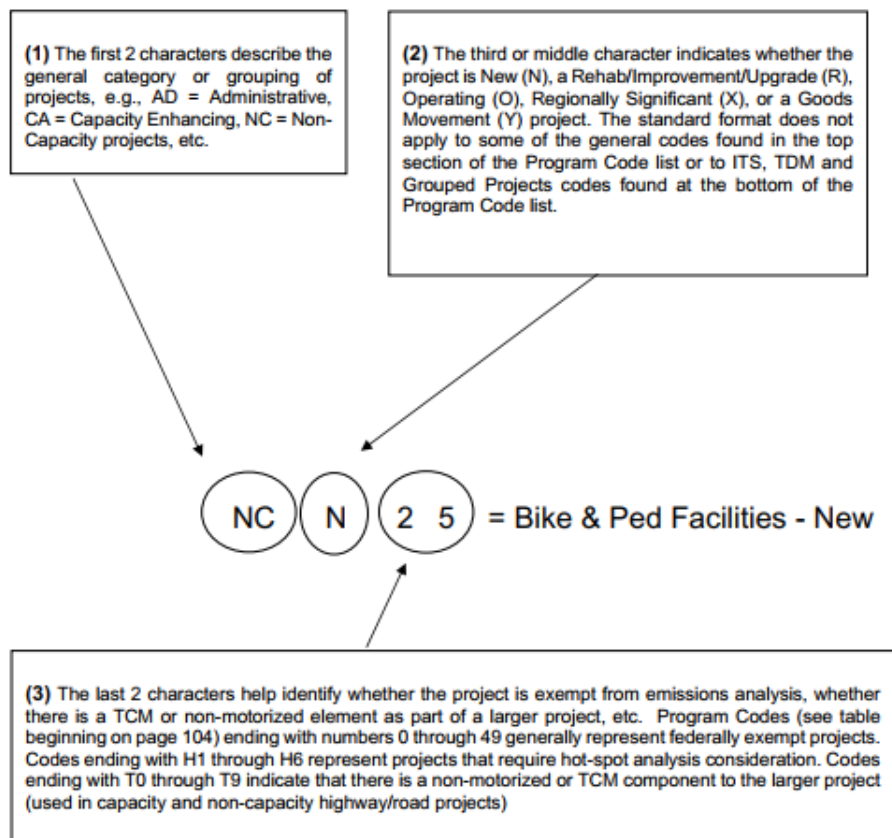 (1) The first 2 characters describe the
general category or grouping of
projects, e.g., AD = Administrative,
CA = Capacity Enhancing, NC = Non-
Capacity projects, etc.
(2) The third or middle character indicates whether the
project is New (N), a Rehab/Improvement/Upgrade (R),
Operating (O), Regionally Significant (X), or a Goods
Movement (Y) project. The standard format does not
apply to some of the general codes found in the top
section of the Program Code list or to ITS, TDM and
Grouped Projects codes found at the bottom of the
Program Code list.
NC N 2 5 = Bike & Ped Facilities - New
(3) The last 2 characters help identify whether the project is exempt from emissions analysis, whether
there is a TCM or non-motorized element as part of a larger project, etc. Program Codes (see table
beginning on page 104) ending with numbers 0 through 49 generally represent federally exempt projects.
Codes ending with H1 through H6 represent projects that require hot-spot analysis consideration. Codes
ending with T0 through T9 indicate that there is a non-motorized or TCM component to the larger project
(used in capacity and non-capacity highway/road projects)